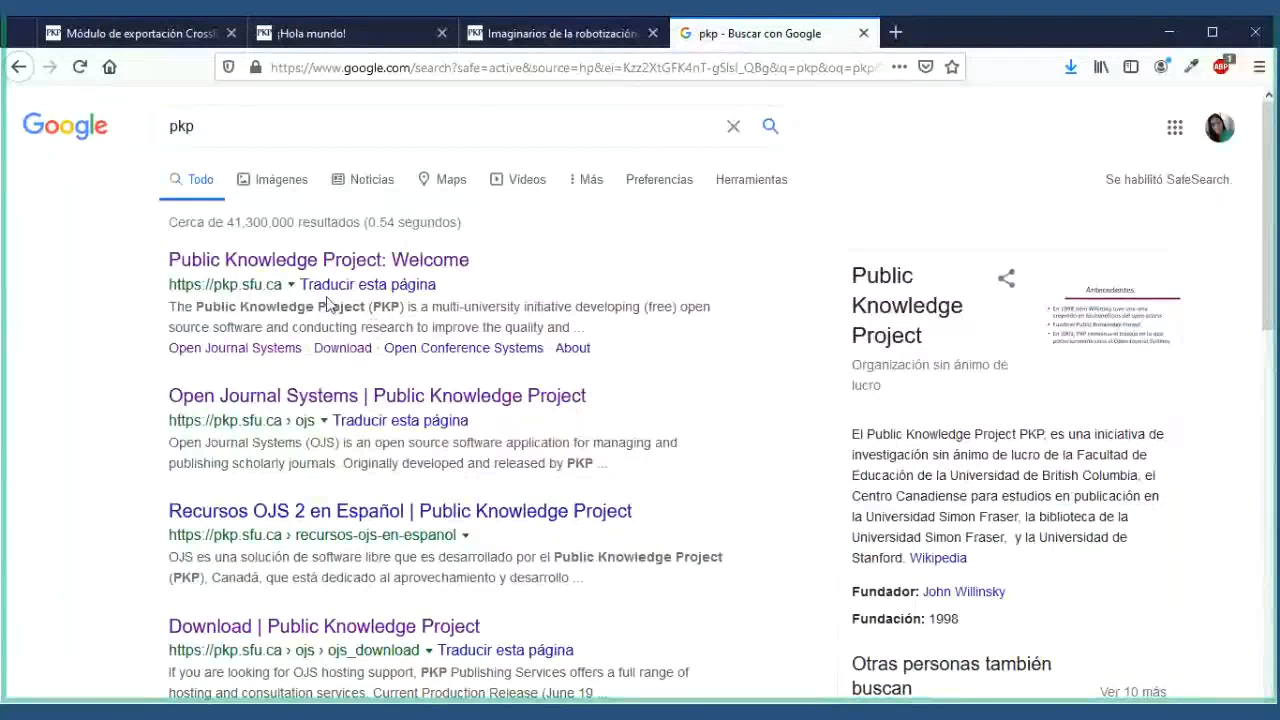 Módulo de exportación CrossR
¡Hola mundo!
Imaginarios de la robotización
pkp - Buscar con Google
https://www.google.com/search?safe=active&source=hp&ei=Kzz2XtGFK4nT-gSlsI_QBg&q=pkp&oq=pkp
ABP
1
Google
pkp
Todo
Imágenes
Noticias
Maps
Vídeos
Más
Preferencias
Herramientas
Se habilitó SafeSearch.
Cerca de 41,300,000 resultados (0.54 segundos)
Public Knowledge Project: Welcome
https://pkp.sfu.ca Traducir esta página
The Public Knowledge Project (PKP) is a multi-university initiative developing (free) open
source software and conducting research to improve the quality and ...
Open Journal Systems · Download · Open Conference Systems · About
Open Journal Systems | Public Knowledge Project
https://pkp.sfu.ca › ojs Traducir esta página
Open Journal Systems (OJS) is an open source software application for managing and
publishing scholarly journals. Originally developed and released by PKP ...
Recursos OJS 2 en Español | Public Knowledge Project
https://pkp.sfu.ca › recursos-ojs-en-espanol
OJS es una solución de software libre que es desarrollado por el Public Knowledge Project
(PKP), Canadá, que está dedicado al aprovechamiento y desarrollo ...
Download | Public Knowledge Project
https://pkp.sfu.ca › ojs › ojs_download Traducir esta página
If you are looking for OJS hosting support, PKP Publishing Services offers a full range of
hosting and consultation services. Current Production Release (June 19 ...
Public
Knowledge
Project
Organización sin ánimo de
lucro
Antecedentes
El Public Knowledge Project PKP, es una iniciativa de
investigación sin ánimo de lucro de la Facultad de
Educación de la Universidad de British Columbia, el
Centro Canadiense para estudios en publicación en
la Universidad Simon Fraser, la biblioteca de la
Universidad Simon Fraser, y la Universidad de
Stanford. Wikipedia
Fundador: John Willinsky
Fundación: 1998
Otras personas también
buscan
Ver 10 más